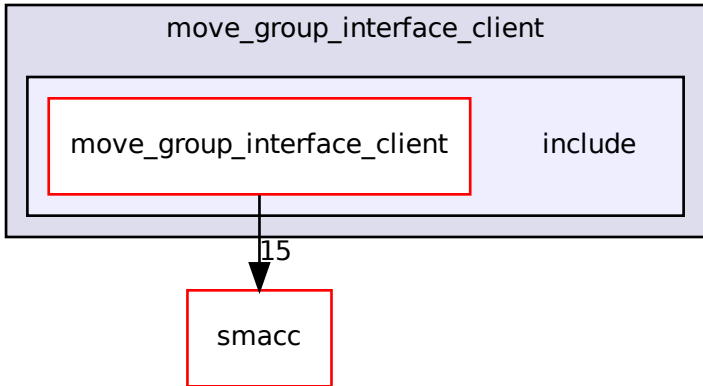 move_group_interface_client
move_group_interface_client
include
15
smacc